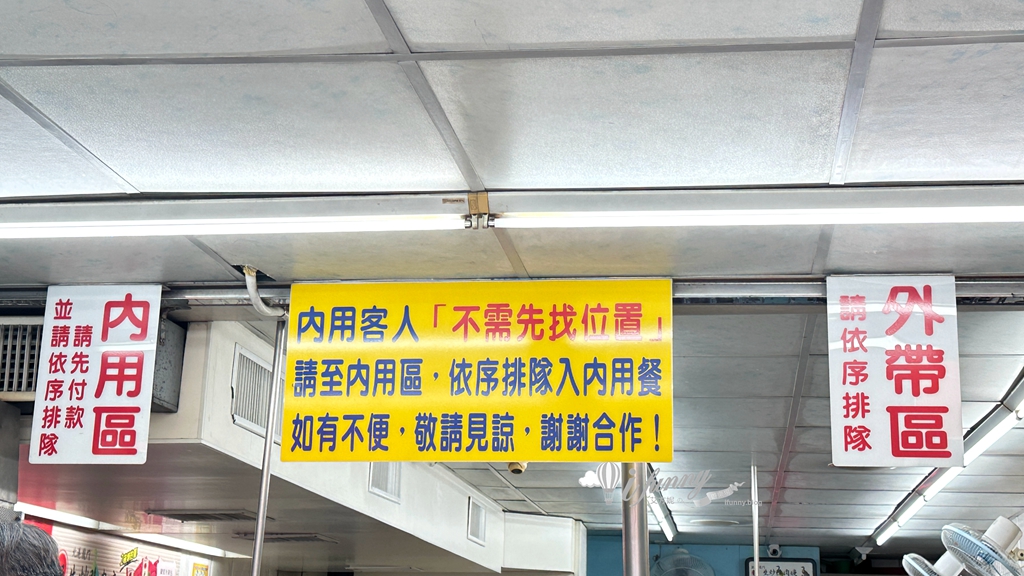 內用區
請先付款
並請依序排隊
內用客人「不需先找位置」
請至內用區,依序排隊入內用餐
如有不便,敬請見諒,謝謝合作!
外帶區
請依序排隊